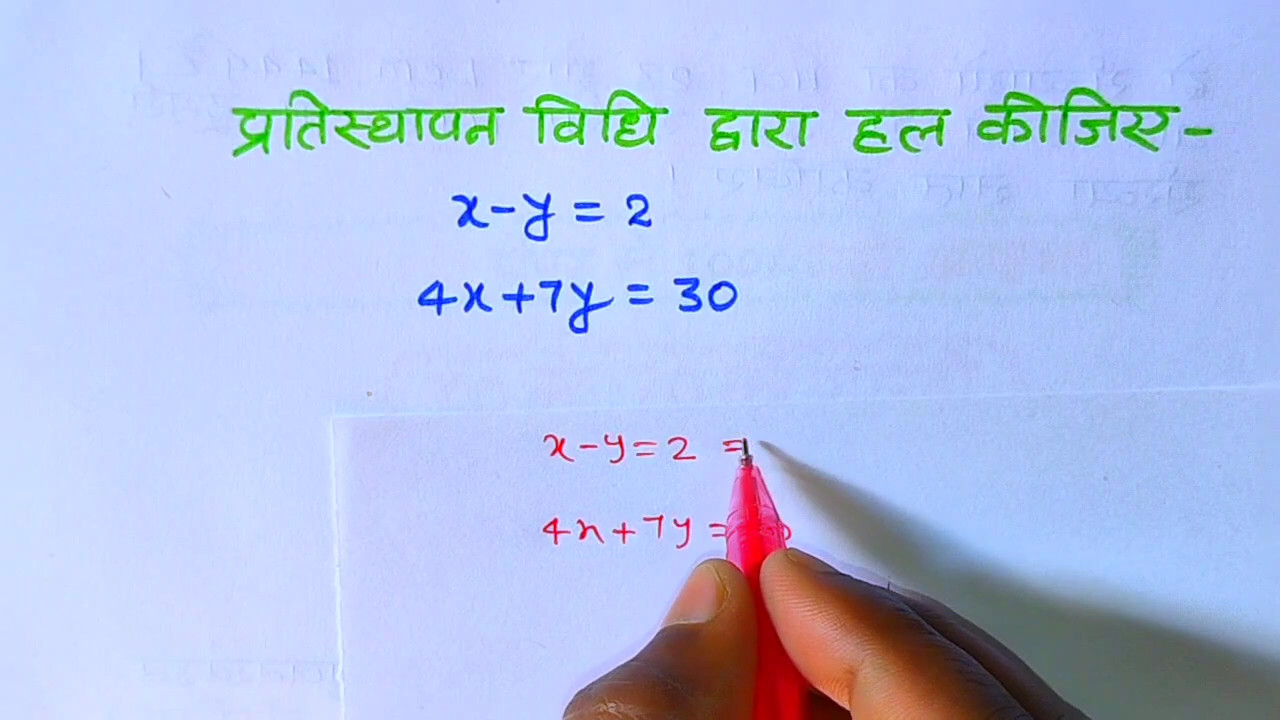 प्रतिस्थापन विधि द्वारा हल कीजिए-
x-y=2
4x+7y=30
x-y=2 =
4x+7y=